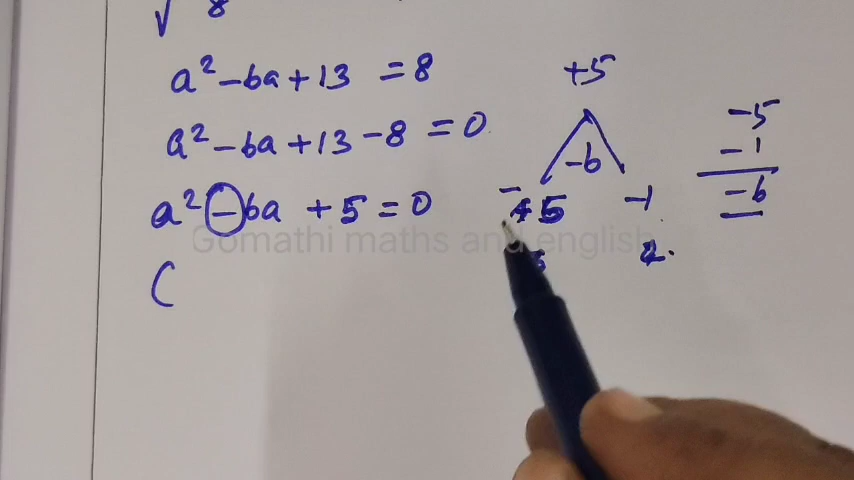 √ 8
a² - 6a + 13 = 8
a² - 6a + 13 - 8 = 0
a² - 6a + 5 = 0
(
+5
-6
-5 -1
-5
-1
-6
Gomathi maths and english